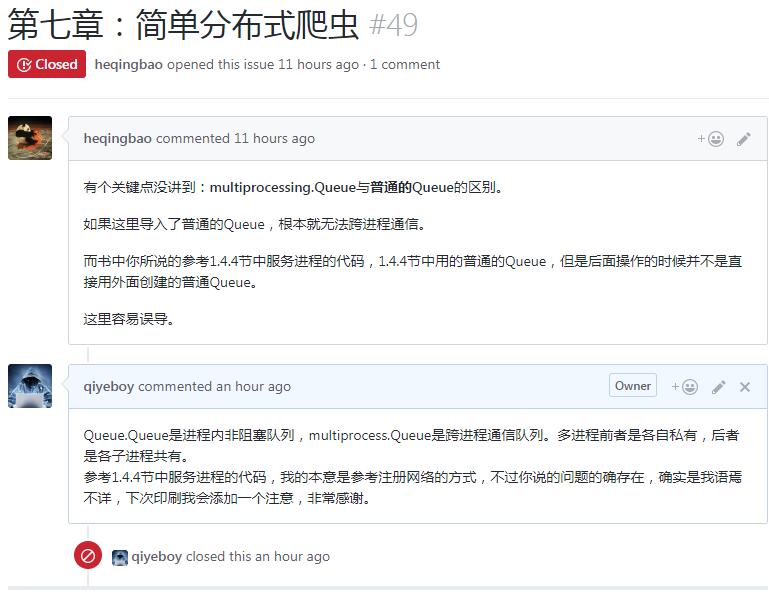 第七章：简单分布式爬虫 #49
Closed heqingbao opened this issue 11 hours ago · 1 comment
heqingbao commented 11 hours ago
有个关键点没讲到：multiprocessing.Queue与普通的Queue的区别。
如果这里导入了普通的Queue，根本就无法跨进程通信。
而书中你所说的参考1.4.4节中服务进程的代码，1.4.4节中用的普通的Queue，但是后面操作的时候并不是直
接用外面创建的普通Queue。
这里容易误导。
qiyeboy commented an hour ago Owner
Queue.Queue是进程内非阻塞队列，multiprocess.Queue是跨进程通信队列。多进程前者是各自私有，后者
是各子进程共有。
参考1.4.4节中服务进程的代码，我的本意是参考注册网络的方式，不过你说的问题的确存在，确实是我语焉
不详，下次印刷我会添加一个注意，非常感谢。
qiyeboy closed this an hour ago